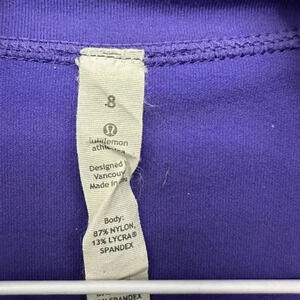 8
lululemon
athletica
Designed
Vancouv
Made in
Body:
87% NYLON,
13% LYCRA®
SPANDEX